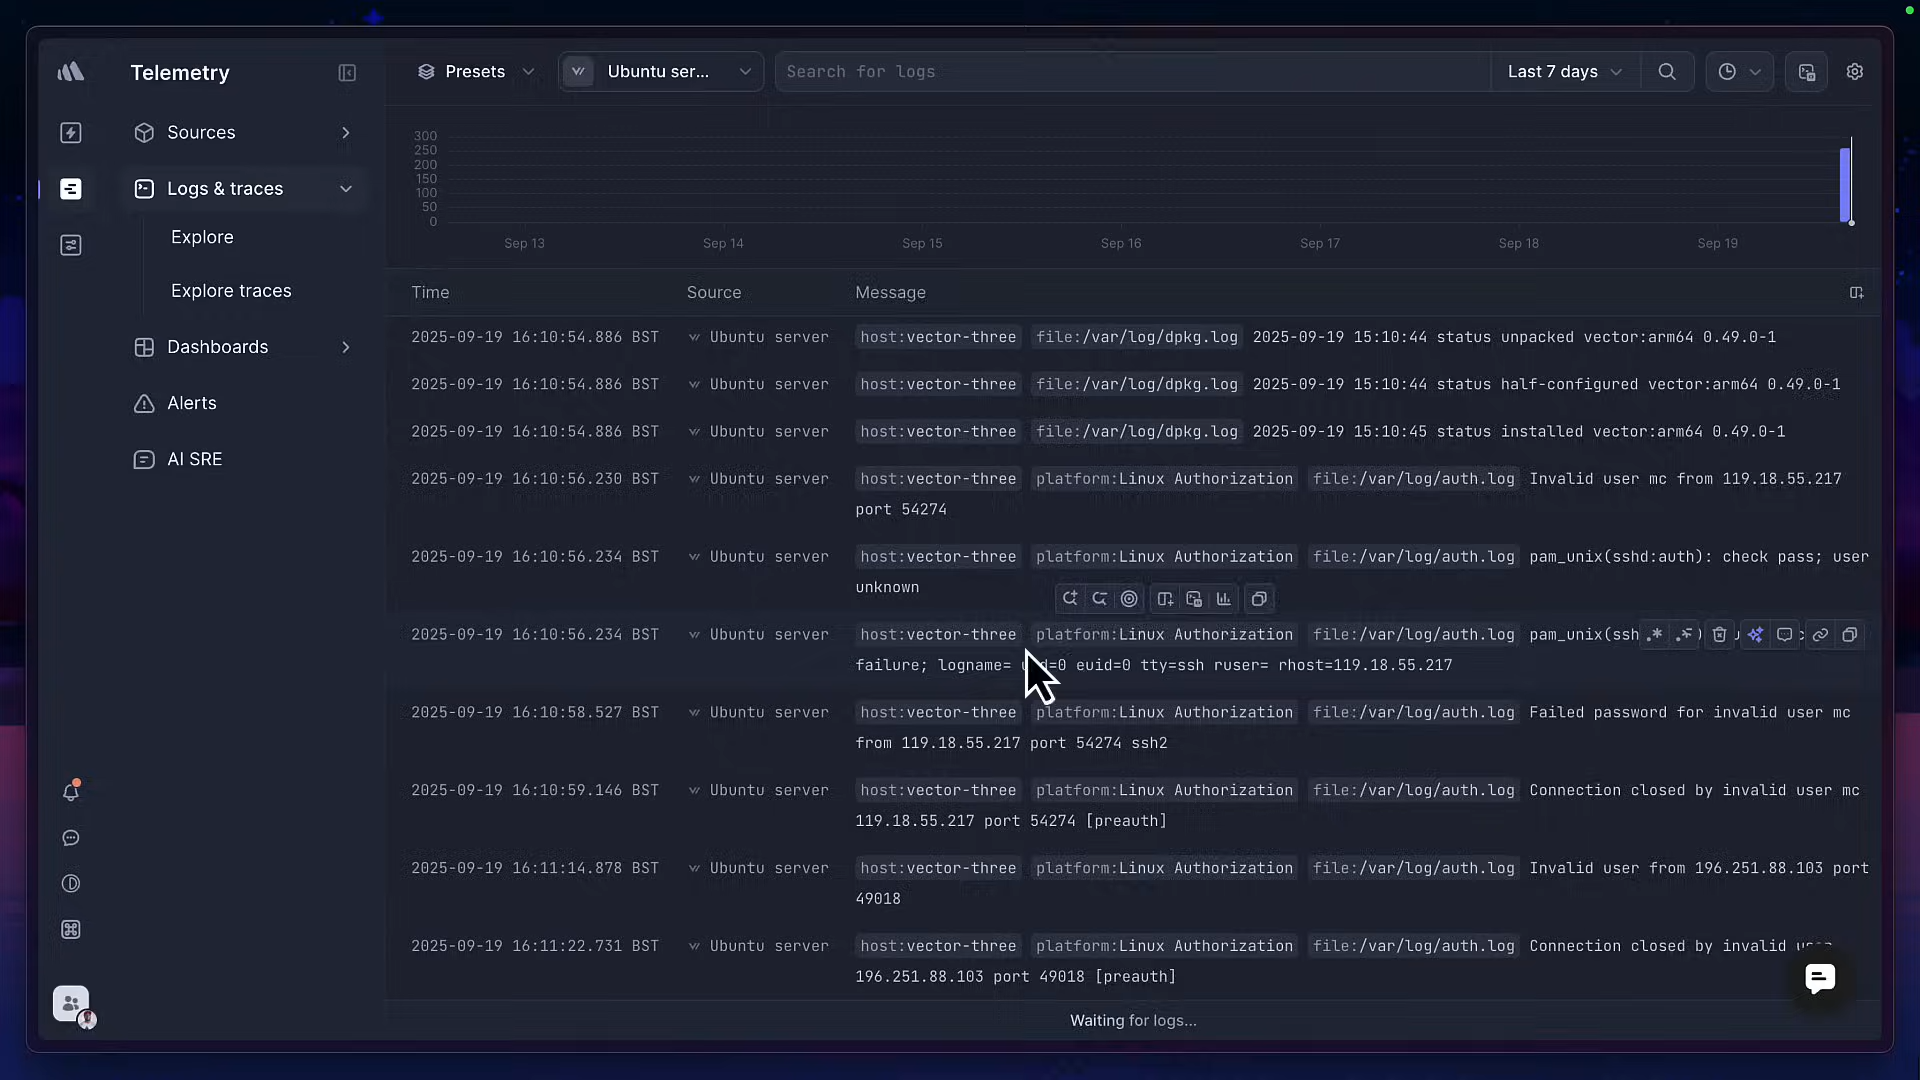 Telemetry
Presets
Ubuntu ser...
Search for logs
Last 7 days
Sources
Logs & traces
Explore
Explore traces
Dashboards
Alerts
AI SRE
300
250
200
150
100
50
0
Sep 13 Sep 14 Sep 15 Sep 16 Sep 17 Sep 18 Sep 19
Time Source Message
2025-09-19 16:10:54.886 BST Ubuntu server host:vector-three file:/var/log/dpkg.log 2025-09-19 15:10:44 status unpacked vector:arm64 0.49.0-1
2025-09-19 16:10:54.886 BST Ubuntu server host:vector-three file:/var/log/dpkg.log 2025-09-19 15:10:44 status half-configured vector:arm64 0.49.0-1
2025-09-19 16:10:54.886 BST Ubuntu server host:vector-three file:/var/log/dpkg.log 2025-09-19 15:10:45 status installed vector:arm64 0.49.0-1
2025-09-19 16:10:56.230 BST Ubuntu server host:vector-three platform:Linux Authorization file:/var/log/auth.log Invalid user mc from 119.18.55.217
port 54274
2025-09-19 16:10:56.234 BST Ubuntu server host:vector-three platform:Linux Authorization file:/var/log/auth.log pam_unix(sshd:auth): check pass; user
unknown
2025-09-19 16:10:56.234 BST Ubuntu server host:vector-three platform:Linux Authorization file:/var/log/auth.log pam_unix(ssh
failure; logname= euid=0 tty=ssh ruser= rhost=119.18.55.217
2025-09-19 16:10:58.527 BST Ubuntu server host:vector-three platform:Linux Authorization file:/var/log/auth.log Failed password for invalid user mc
from 119.18.55.217 port 54274 ssh2
2025-09-19 16:10:59.146 BST Ubuntu server host:vector-three platform:Linux Authorization file:/var/log/auth.log Connection closed by invalid user mc
119.18.55.217 port 54274 [preauth]
2025-09-19 16:11:14.878 BST Ubuntu server host:vector-three platform:Linux Authorization file:/var/log/auth.log Invalid user from 196.251.88.103 port
49018
2025-09-19 16:11:22.731 BST Ubuntu server host:vector-three platform:Linux Authorization file:/var/log/auth.log Connection closed by invalid user
196.251.88.103 port 49018 [preauth]
Waiting for logs...